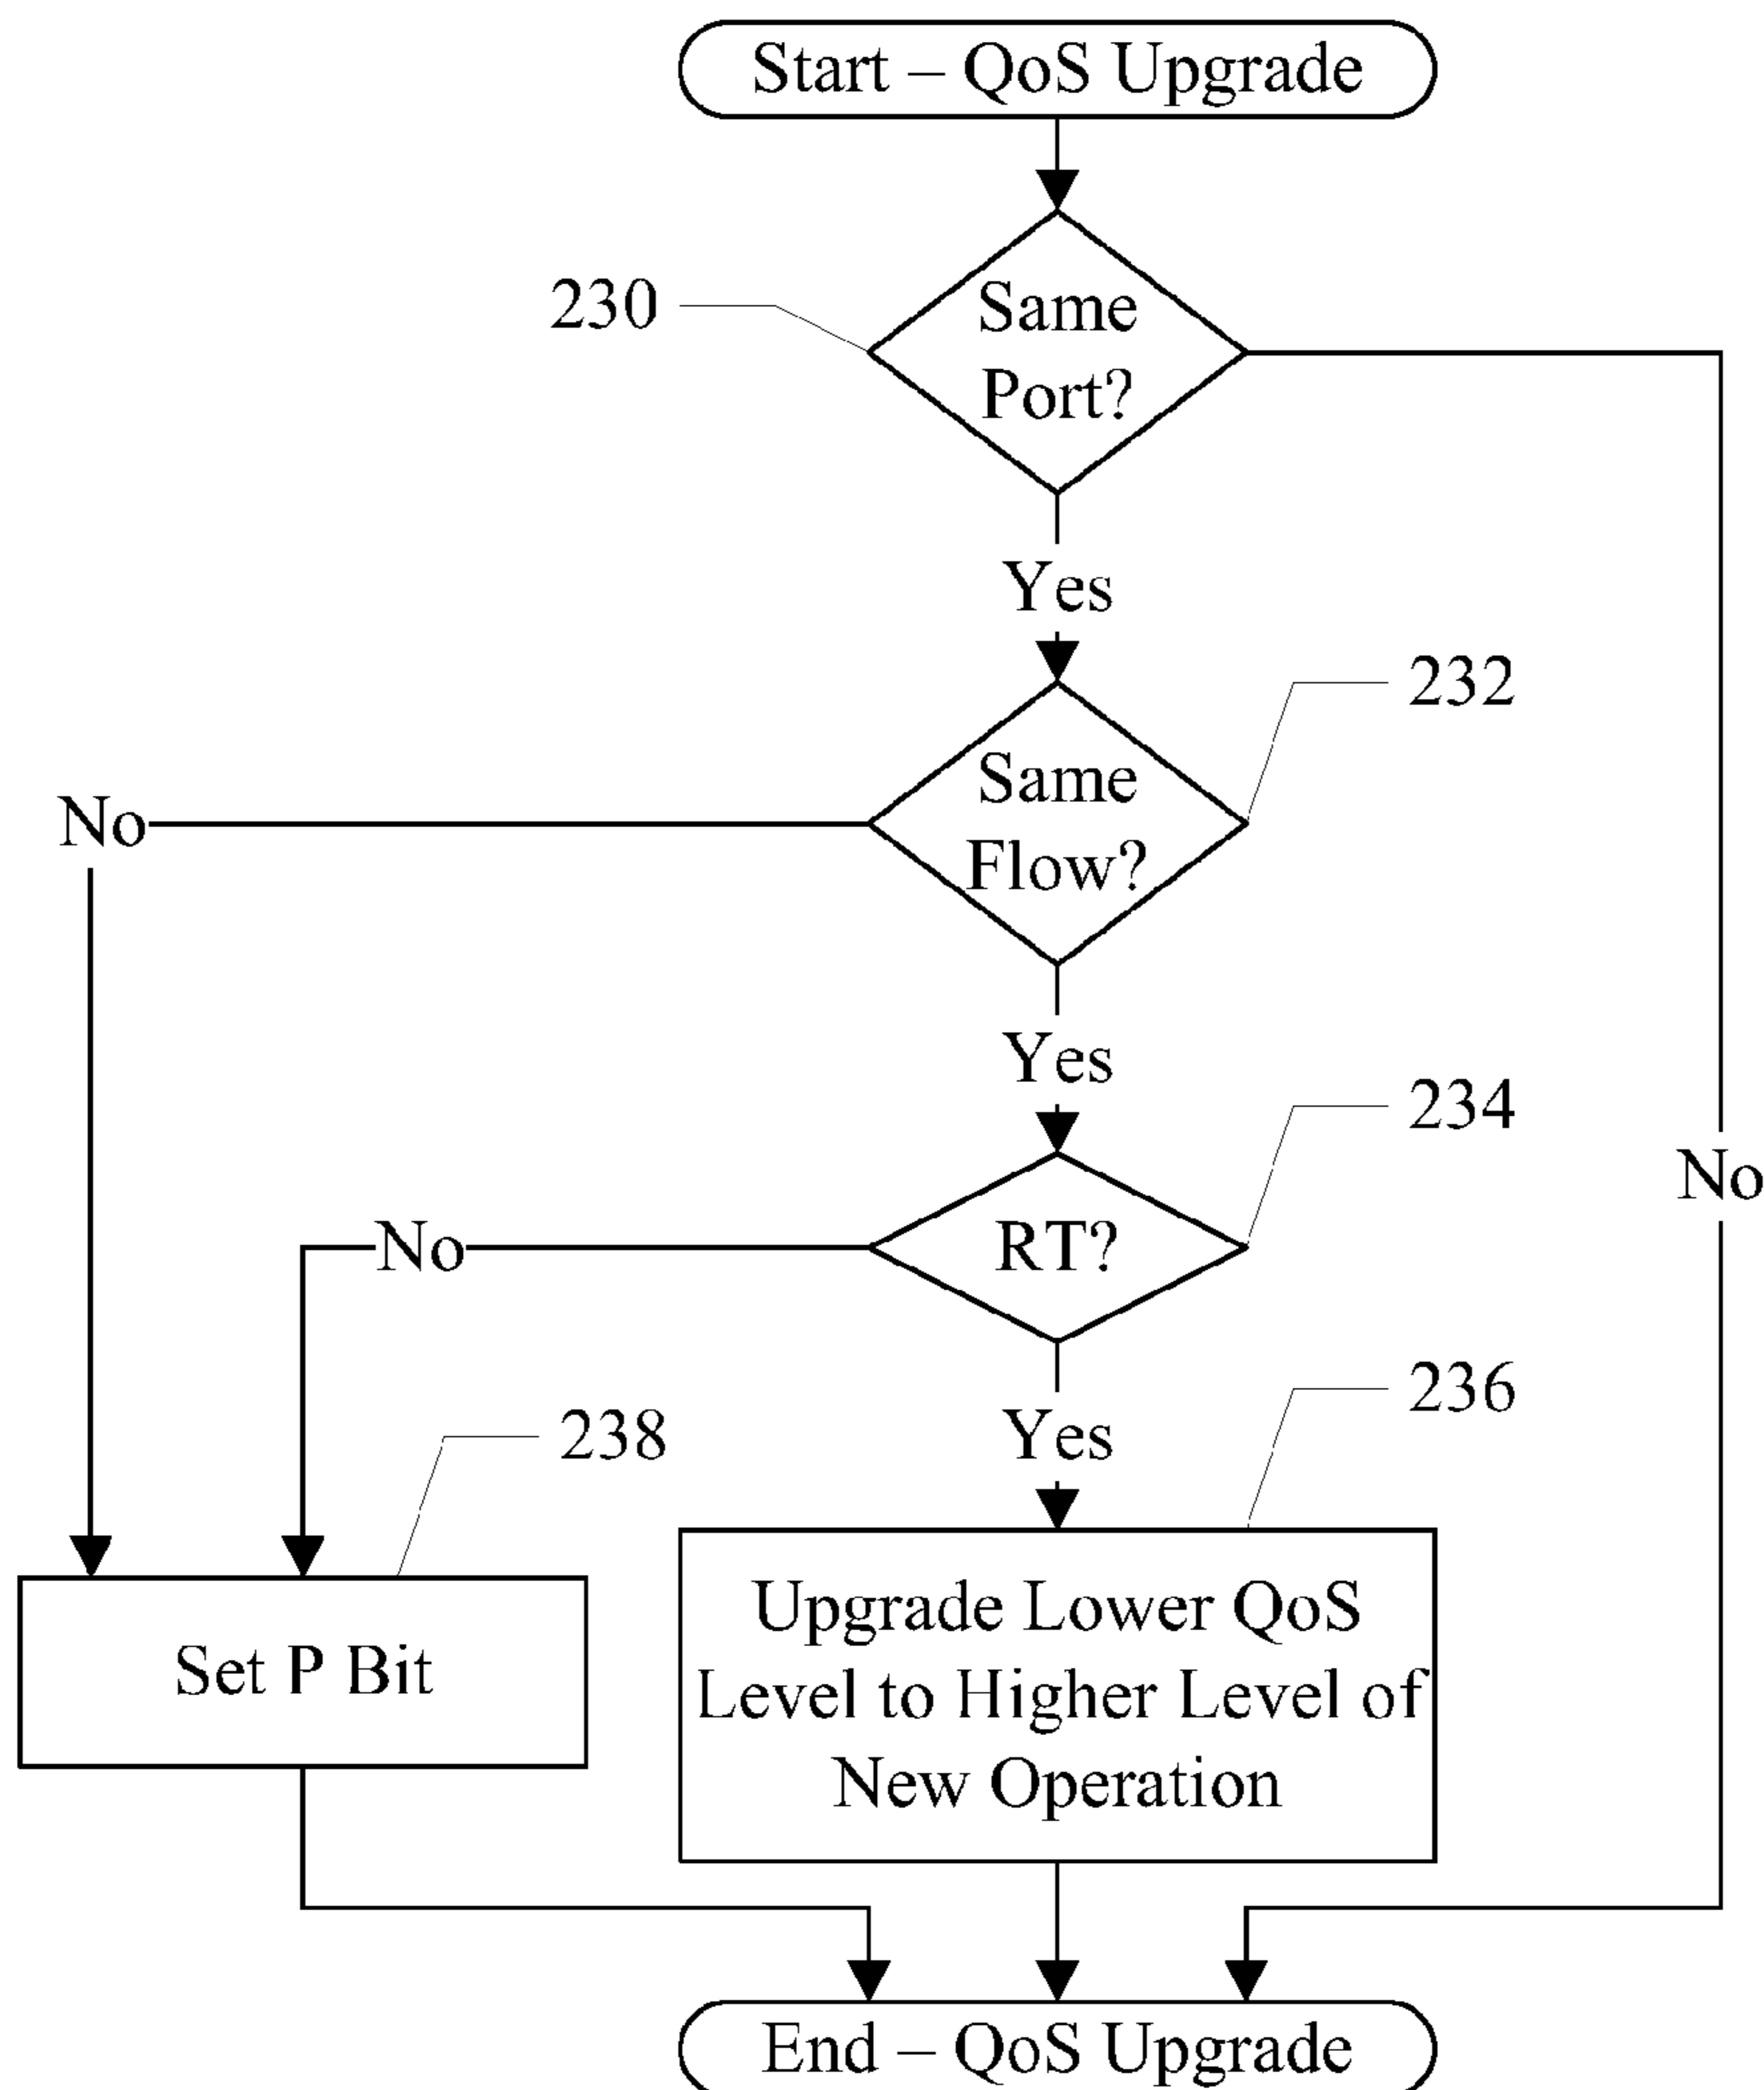 Start – QoS Upgrade
230
Same
Port?
Yes
232
Same
Flow?
No
Yes
234
No
RT?
No
236
Yes
238
Upgrade Lower QoS
Level to Higher Level of
New Operation
Set P Bit
End – QoS Upgrade